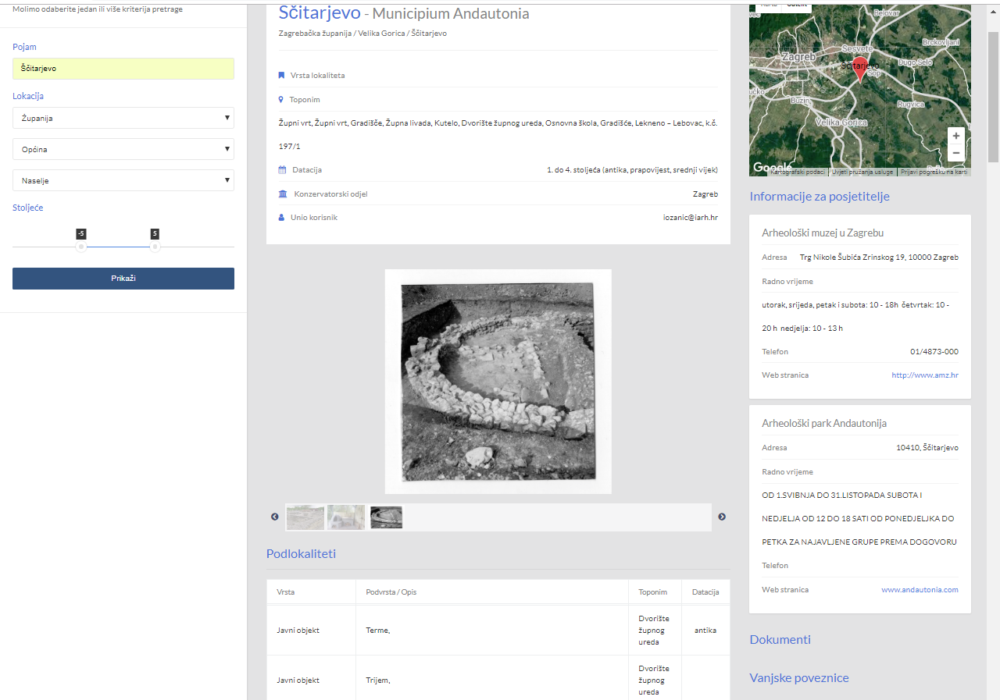 Molimo odaberite jedan ili više kriterija pretrage
Pojam
Ščitarjevo
Lokacija
Županija
Općina
Naselje
Stoljeće
-5 5
Prikaži
Ščitarjevo - Municipium Andautonia
Zagrebačka županija / Velika Gorica / Ščitarjevo
Vrsta lokaliteta
Toponim
Župni vrt, Župni vrt, Gradišče, Župna livada, Kutelo, Dvorište župnog ureda, Osnovna škola, Gradišće, Lekneno – Lebovac, k.č.
197/1
Datacija 1. do 4. stoljeća (antika, prapovijest, srednji vijek)
Konzervatorski odjel Zagreb
Unio korisnik iozanic@iarh.hr
Podlokaliteti
Vrsta Podvrsta / Opis Toponim Datacija
Javni objekt Terme, Dvorište župnog ureda antika
Javni objekt Trijem, Dvorište župnog ureda
Karta Satelit
Belovar
Brckovljani
Sesvete
Zagreb
Dugo Selo
Ščitarjevo
Sop
Buzin
Rugvica
Velika Gorica
+
−
Google
Kartografski podaci Uvjeti pružanja usluge Prijavi pogrešku na karti
Informacije za posjetitelje
Arheološki muzej u Zagrebu
Adresa Trg Nikole Šubića Zrinskog 19, 10000 Zagreb
Radno vrijeme
utorak, srijeda, petak i subota: 10 - 18h četvrtak: 10 -
20 h nedjelja: 10 - 13 h
Telefon 01/4873-000
Web stranica http://www.amz.hr
Arheološki park Andautonija
Adresa 10410, Ščitarjevo
Radno vrijeme
OD 1.SVIBNJA DO 31.LISTOPADA SUBOTA I
NEDJELJA OD 12 DO 18 SATI OD PONEDJELJKA DO
PETKA ZA NAJAVLJENE GRUPE PREMA DOGOVORU
Telefon
Web stranica www.andautonia.com
Dokumenti
Vanjske poveznice